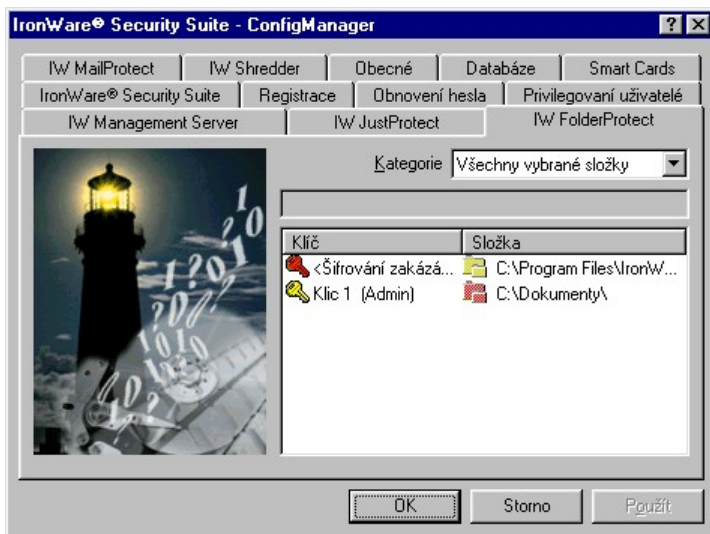 IronWare® Security Suite - ConfigManager
IW MailProtect IW Shredder Obecné Databáze Smart Cards
IronWare® Security Suite Registrace Obnovení hesla Privilegovaní uživatelé
IW Management Server IW JustProtect IW FolderProtect
Kategorie Všechny vybrané složky
Klíč Složka
<Šifrování zakázá... C:\Program Files\IronW...
Klic 1 (Admin) C:\Dokumenty\
OK Storno Použít